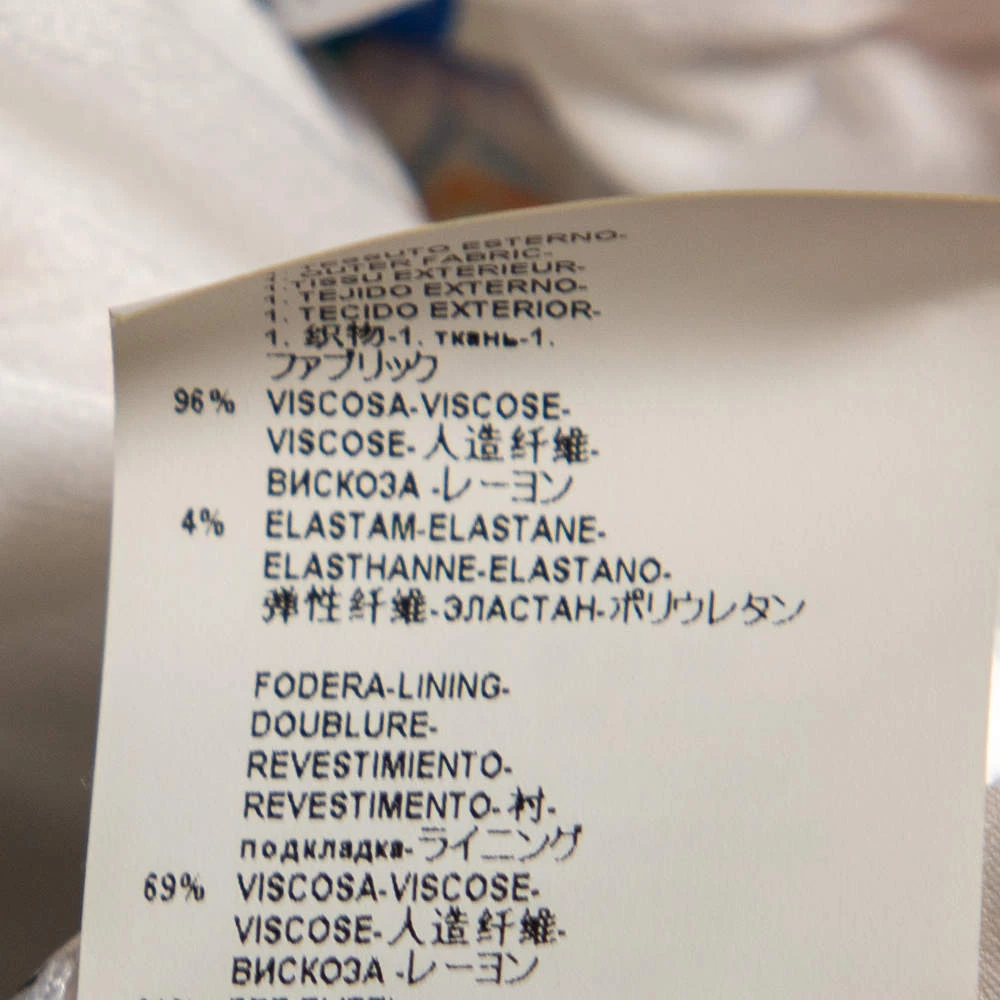 1. TESSUTO ESTERNO-
1. OUTER FABRIC-
1. TISSU EXTERIEUR-
1. TEJIDO EXTERNO-
1. TECIDO EXTERIOR-
1. 织物-1. ткань-1.
ファブリック
96% VISCOSA-VISCOSE-
VISCOSE-人造纤维-
ВИСКОЗА -レーヨン
4% ELASTAM-ELASTANE-
ELASTHANNE-ELASTANO-
弹性纤维-ЭЛАСТАН-ポリウレタン
FODERA-LINING-
DOUBLURE-
REVESTIMIENTO-
REVESTIMENTO-衬-
подкладка-ライニング
69% VISCOSA-VISCOSE-
VISCOSE-人造纤维-
ВИСКОЗА -レーヨン